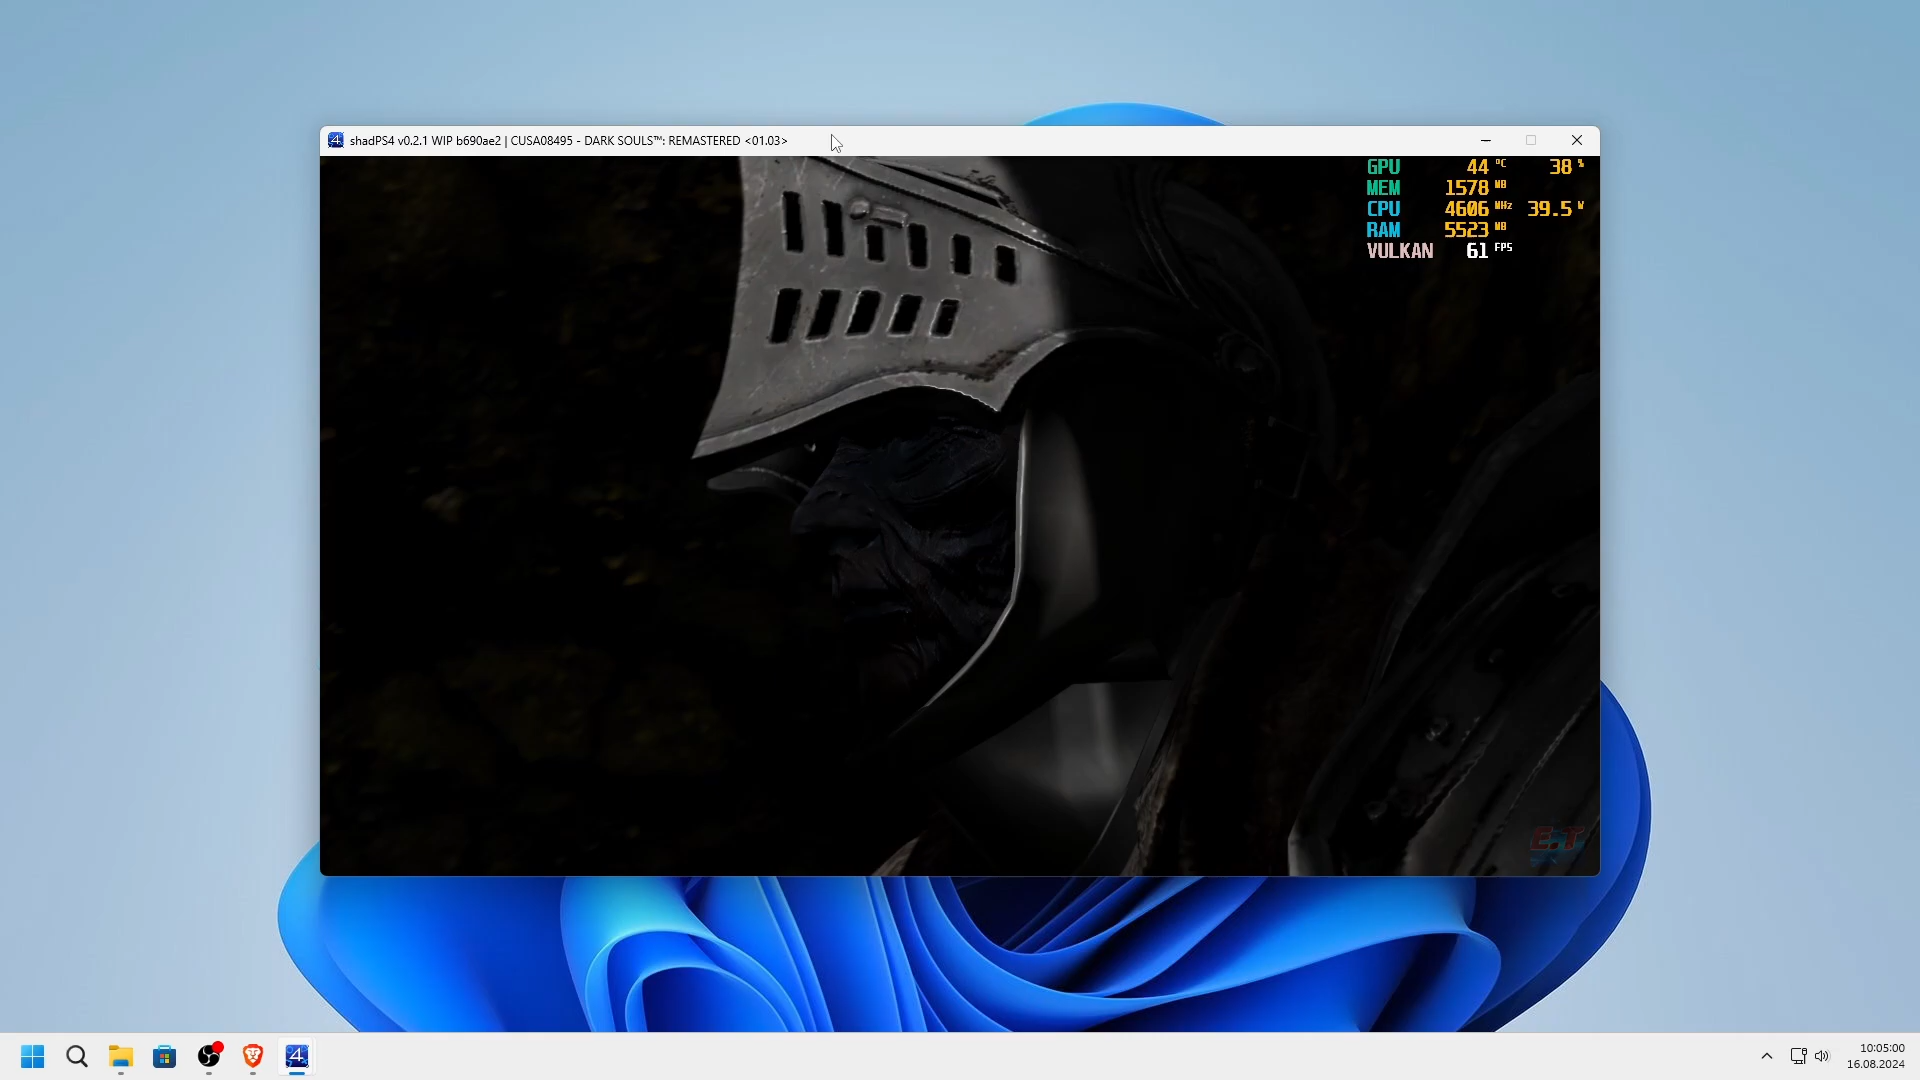 shadPS4 v0.2.1 WIP b690ae2 | CUSA08495 - DARK SOULS™: REMASTERED <01.03>
GPU 44 °C 38 %
MEM 1578 MB
CPU 4606 MHz 39.5 W
RAM 5523 MB
VULKAN 61 FPS
E.T
4
10:05:00
16.08.2024